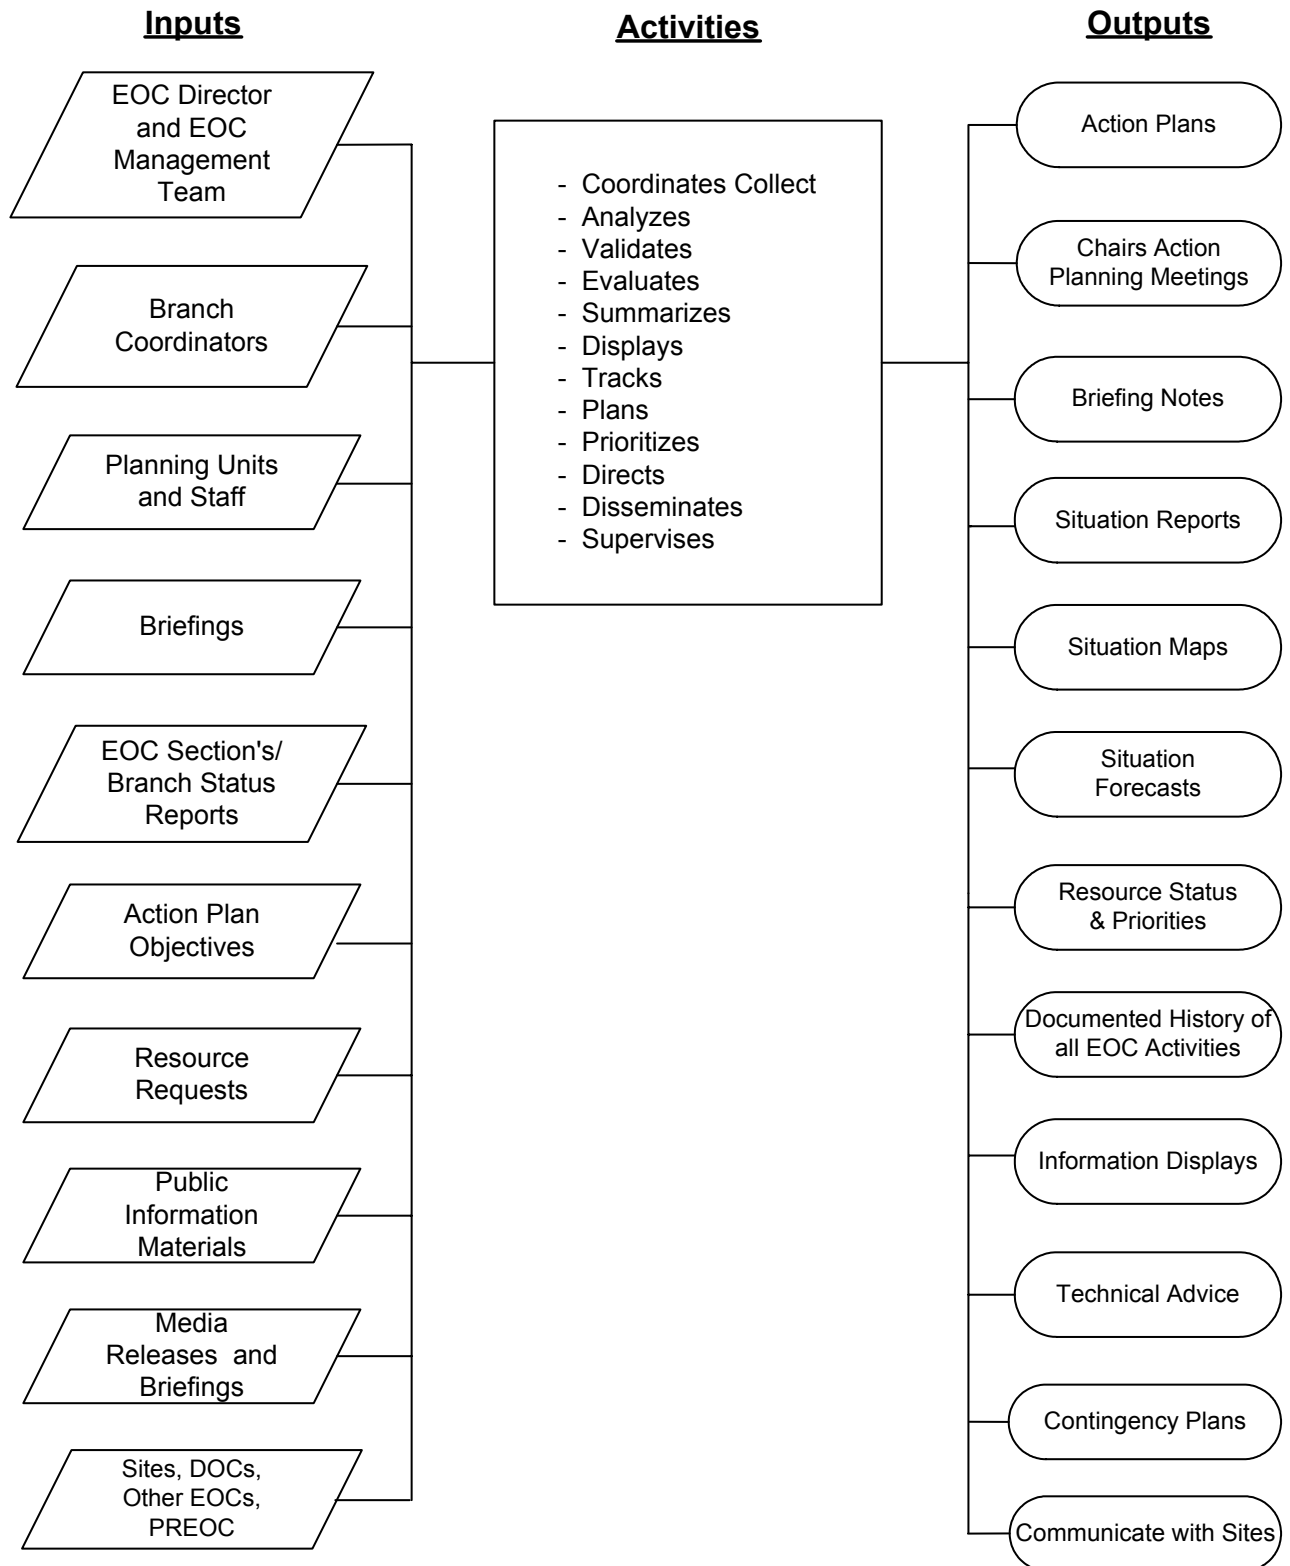 Inputs
Activities
Outputs
EOC Director
and EOC
Management
Team
Branch
Coordinators
Planning Units
and Staff
Briefings
EOC Section's/
Branch Status
Reports
Action Plan
Objectives
Resource
Requests
Public
Information
Materials
Media
Releases and
Briefings
Sites, DOCs,
Other EOCs,
PREOC
- Coordinates Collect
- Analyzes
- Validates
- Evaluates
- Summarizes
- Displays
- Tracks
- Plans
- Prioritizes
- Directs
- Disseminates
- Supervises
Action Plans
Chairs Action
Planning Meetings
Briefing Notes
Situation Reports
Situation Maps
Situation
Forecasts
Resource Status
& Priorities
Documented History of
all EOC Activities
Information Displays
Technical Advice
Contingency Plans
Communicate with Sites